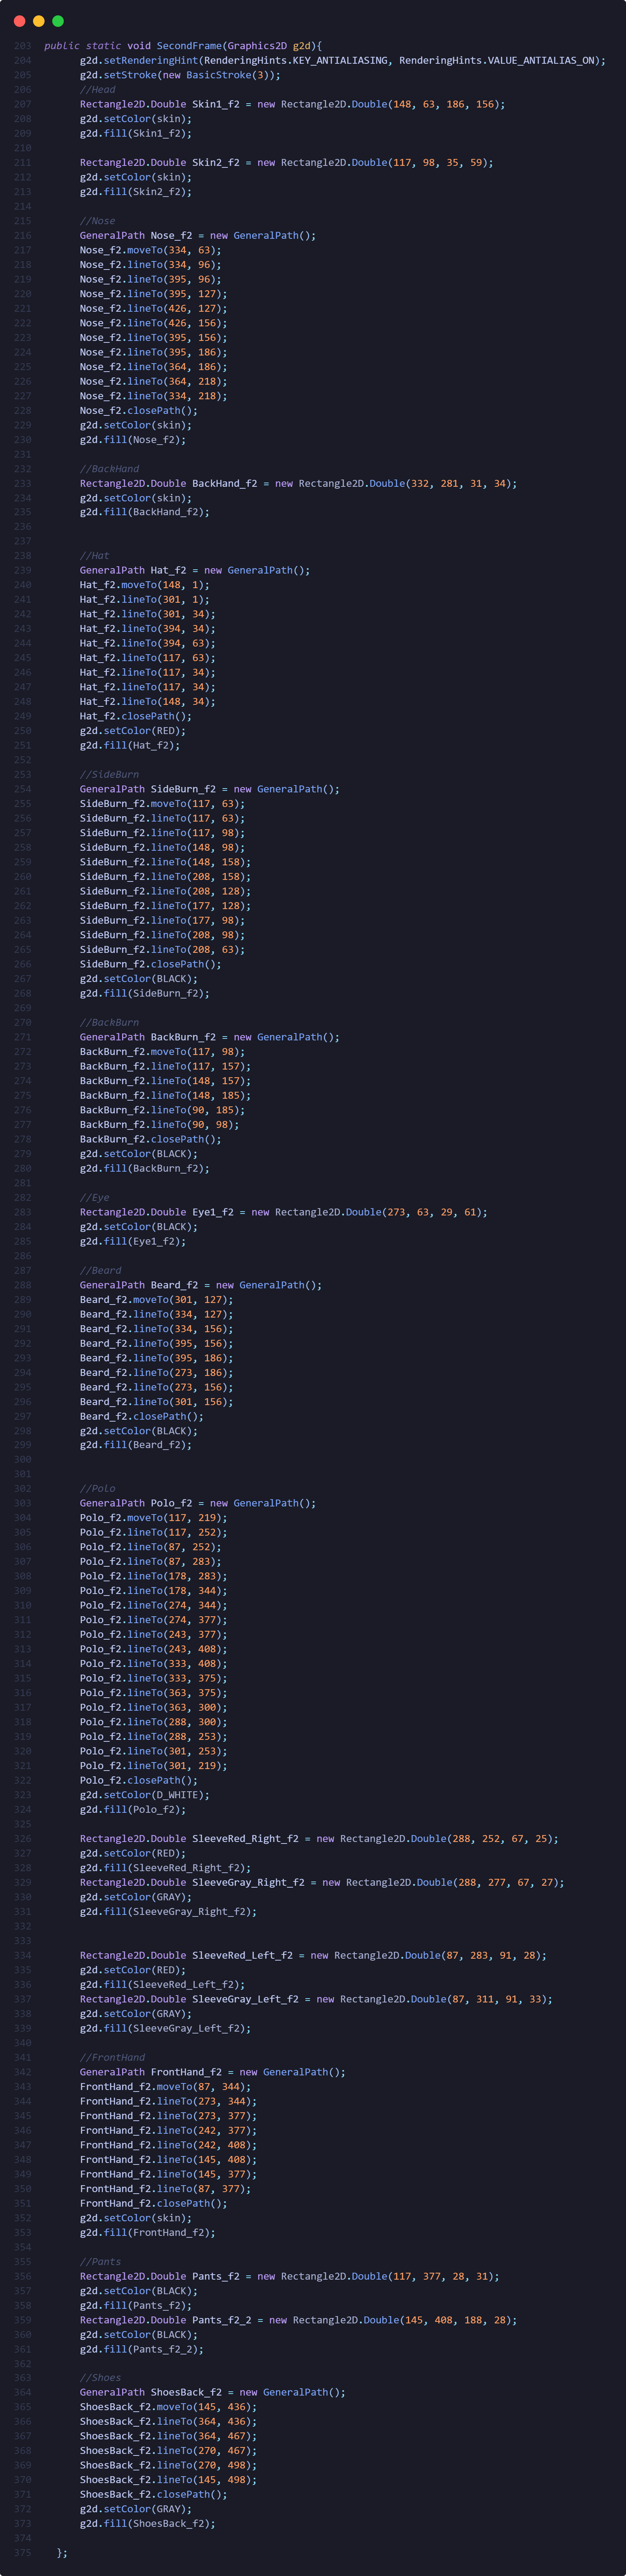 203 public static void SecondFrame(Graphics2D g2d){
204 g2d.setRenderingHint(RenderingHints.KEY_ANTIALIASING, RenderingHints.VALUE_ANTIALIAS_ON);
205 g2d.setStroke(new BasicStroke(3));
206 //Head
207 Rectangle2D.Double Skin1_f2 = new Rectangle2D.Double(148, 63, 186, 156);
208 g2d.setColor(skin);
209 g2d.fill(Skin1_f2);
210
211 Rectangle2D.Double Skin2_f2 = new Rectangle2D.Double(117, 98, 35, 59);
212 g2d.setColor(skin);
213 g2d.fill(Skin2_f2);
214
215 //Nose
216 GeneralPath Nose_f2 = new GeneralPath();
217 Nose_f2.moveTo(334, 63);
218 Nose_f2.lineTo(334, 96);
219 Nose_f2.lineTo(395, 96);
220 Nose_f2.lineTo(395, 127);
221 Nose_f2.lineTo(426, 127);
222 Nose_f2.lineTo(426, 156);
223 Nose_f2.lineTo(395, 156);
224 Nose_f2.lineTo(395, 186);
225 Nose_f2.lineTo(364, 186);
226 Nose_f2.lineTo(364, 218);
227 Nose_f2.lineTo(334, 218);
228 Nose_f2.closePath();
229 g2d.setColor(skin);
230 g2d.fill(Nose_f2);
231
232 //BackHand
233 Rectangle2D.Double BackHand_f2 = new Rectangle2D.Double(332, 281, 31, 34);
234 g2d.setColor(skin);
235 g2d.fill(BackHand_f2);
236
237
238 //Hat
239 GeneralPath Hat_f2 = new GeneralPath();
240 Hat_f2.moveTo(148, 1);
241 Hat_f2.lineTo(301, 1);
242 Hat_f2.lineTo(301, 34);
243 Hat_f2.lineTo(394, 34);
244 Hat_f2.lineTo(394, 63);
245 Hat_f2.lineTo(117, 63);
246 Hat_f2.lineTo(117, 34);
247 Hat_f2.lineTo(117, 34);
248 Hat_f2.lineTo(148, 34);
249 Hat_f2.closePath();
250 g2d.setColor(RED);
251 g2d.fill(Hat_f2);
252
253 //SideBurn
254 GeneralPath SideBurn_f2 = new GeneralPath();
255 SideBurn_f2.moveTo(117, 63);
256 SideBurn_f2.lineTo(117, 63);
257 SideBurn_f2.lineTo(117, 98);
258 SideBurn_f2.lineTo(148, 98);
259 SideBurn_f2.lineTo(148, 158);
260 SideBurn_f2.lineTo(208, 158);
261 SideBurn_f2.lineTo(208, 128);
262 SideBurn_f2.lineTo(177, 128);
263 SideBurn_f2.lineTo(177, 98);
264 SideBurn_f2.lineTo(208, 98);
265 SideBurn_f2.lineTo(208, 63);
266 SideBurn_f2.closePath();
267 g2d.setColor(BLACK);
268 g2d.fill(SideBurn_f2);
269
270 //BackBurn
271 GeneralPath BackBurn_f2 = new GeneralPath();
272 BackBurn_f2.moveTo(117, 98);
273 BackBurn_f2.lineTo(117, 157);
274 BackBurn_f2.lineTo(148, 157);
275 BackBurn_f2.lineTo(148, 185);
276 BackBurn_f2.lineTo(90, 185);
277 BackBurn_f2.lineTo(90, 98);
278 BackBurn_f2.closePath();
279 g2d.setColor(BLACK);
280 g2d.fill(BackBurn_f2);
281
282 //Eye
283 Rectangle2D.Double Eye1_f2 = new Rectangle2D.Double(273, 63, 29, 61);
284 g2d.setColor(BLACK);
285 g2d.fill(Eye1_f2);
286
287 //Beard
288 GeneralPath Beard_f2 = new GeneralPath();
289 Beard_f2.moveTo(301, 127);
290 Beard_f2.lineTo(334, 127);
291 Beard_f2.lineTo(334, 156);
292 Beard_f2.lineTo(395, 156);
293 Beard_f2.lineTo(395, 186);
294 Beard_f2.lineTo(273, 186);
295 Beard_f2.lineTo(273, 156);
296 Beard_f2.lineTo(301, 156);
297 Beard_f2.closePath();
298 g2d.setColor(BLACK);
299 g2d.fill(Beard_f2);
300
301
302 //Polo
303 GeneralPath Polo_f2 = new GeneralPath();
304 Polo_f2.moveTo(117, 219);
305 Polo_f2.lineTo(117, 252);
306 Polo_f2.lineTo(87, 252);
307 Polo_f2.lineTo(87, 283);
308 Polo_f2.lineTo(178, 283);
309 Polo_f2.lineTo(178, 344);
310 Polo_f2.lineTo(274, 344);
311 Polo_f2.lineTo(274, 377);
312 Polo_f2.lineTo(243, 377);
313 Polo_f2.lineTo(243, 408);
314 Polo_f2.lineTo(333, 408);
315 Polo_f2.lineTo(333, 375);
316 Polo_f2.lineTo(363, 375);
317 Polo_f2.lineTo(363, 300);
318 Polo_f2.lineTo(288, 300);
319 Polo_f2.lineTo(288, 253);
320 Polo_f2.lineTo(301, 253);
321 Polo_f2.lineTo(301, 219);
322 Polo_f2.closePath();
323 g2d.setColor(D_WHITE);
324 g2d.fill(Polo_f2);
325
326 Rectangle2D.Double SleeveRed_Right_f2 = new Rectangle2D.Double(288, 252, 67, 25);
327 g2d.setColor(RED);
328 g2d.fill(SleeveRed_Right_f2);
329 Rectangle2D.Double SleeveGray_Right_f2 = new Rectangle2D.Double(288, 277, 67, 27);
330 g2d.setColor(GRAY);
331 g2d.fill(SleeveGray_Right_f2);
332
333
334 Rectangle2D.Double SleeveRed_Left_f2 = new Rectangle2D.Double(87, 283, 91, 28);
335 g2d.setColor(RED);
336 g2d.fill(SleeveRed_Left_f2);
337 Rectangle2D.Double SleeveGray_Left_f2 = new Rectangle2D.Double(87, 311, 91, 33);
338 g2d.setColor(GRAY);
339 g2d.fill(SleeveGray_Left_f2);
340
341 //FrontHand
342 GeneralPath FrontHand_f2 = new GeneralPath();
343 FrontHand_f2.moveTo(87, 344);
344 FrontHand_f2.lineTo(273, 344);
345 FrontHand_f2.lineTo(273, 377);
346 FrontHand_f2.lineTo(242, 377);
347 FrontHand_f2.lineTo(242, 408);
348 FrontHand_f2.lineTo(145, 408);
349 FrontHand_f2.lineTo(145, 377);
350 FrontHand_f2.lineTo(87, 377);
351 FrontHand_f2.closePath();
352 g2d.setColor(skin);
353 g2d.fill(FrontHand_f2);
354
355 //Pants
356 Rectangle2D.Double Pants_f2 = new Rectangle2D.Double(117, 377, 28, 31);
357 g2d.setColor(BLACK);
358 g2d.fill(Pants_f2);
359 Rectangle2D.Double Pants_f2_2 = new Rectangle2D.Double(145, 408, 188, 28);
360 g2d.setColor(BLACK);
361 g2d.fill(Pants_f2_2);
362
363 //Shoes
364 GeneralPath ShoesBack_f2 = new GeneralPath();
365 ShoesBack_f2.moveTo(145, 436);
366 ShoesBack_f2.lineTo(364, 436);
367 ShoesBack_f2.lineTo(364, 467);
368 ShoesBack_f2.lineTo(270, 467);
369 ShoesBack_f2.lineTo(270, 498);
370 ShoesBack_f2.lineTo(145, 498);
371 ShoesBack_f2.closePath();
372 g2d.setColor(GRAY);
373 g2d.fill(ShoesBack_f2);
374
375 };